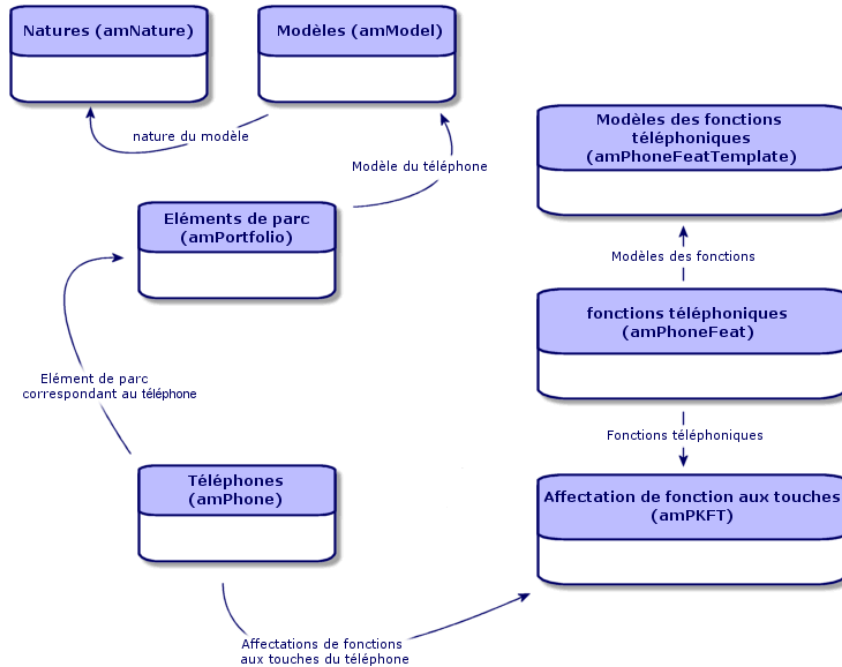 Natures (amNature)
Modèles (amModel)
nature du modèle
Modèle du téléphone
Modèles des fonctions
téléphoniques
(amPhoneFeatTemplate)
Eléments de parc
(amPortfolio)
Modèles des fonctions
fonctions téléphoniques
(amPhoneFeat)
Elément de parc
correspondant au téléphone
Fonctions téléphoniques
Téléphones
(amPhone)
Affectation de fonction aux touches
(amPKFT)
Affectations de fonctions
aux touches du téléphone